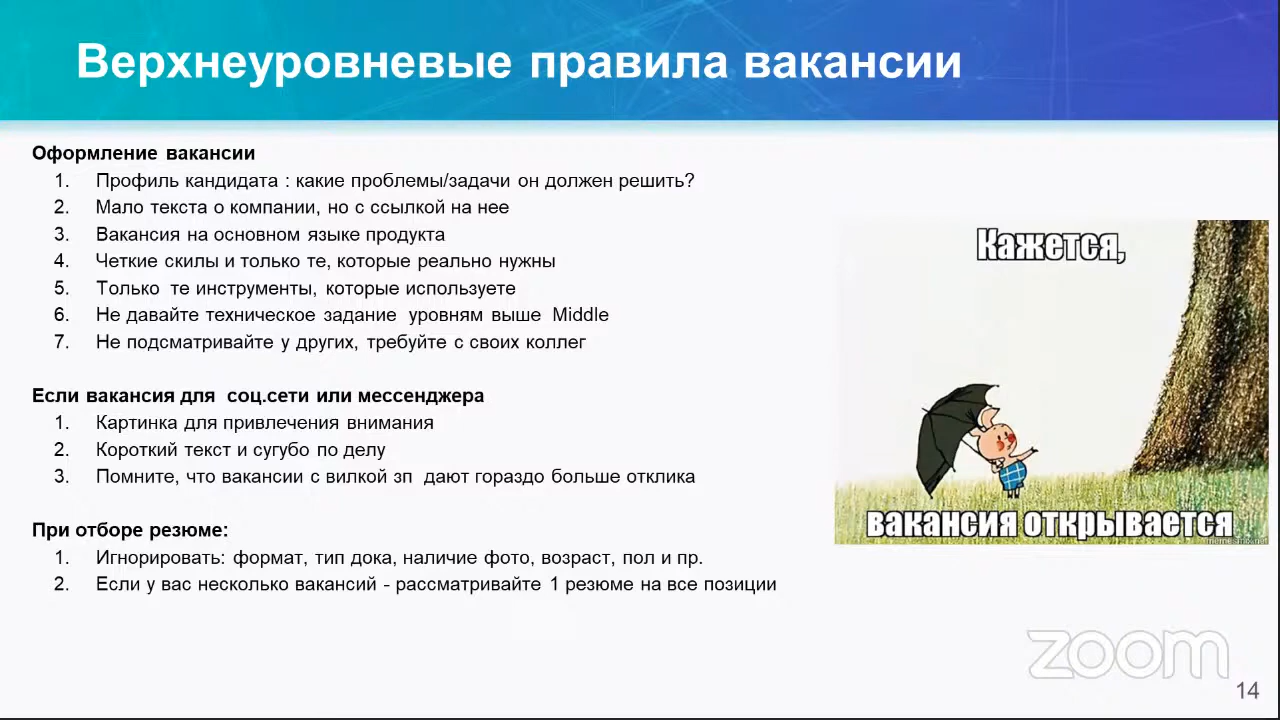 Верхнеуровневые правила вакансии
Оформление вакансии
1. Профиль кандидата : какие проблемы/задачи он должен решить?
2. Мало текста о компании, но с ссылкой на нее
3. Вакансия на основном языке продукта
4. Четкие скилы и только те, которые реально нужны
5. Только те инструменты, которые используете
6. Не давайте техническое задание уровням выше Middle
7. Не подсматривайте у других, требуйте с своих коллег
Если вакансия для соц.сети или мессенджера
1. Картинка для привлечения внимания
2. Короткий текст и сугубо по делу
3. Помните, что вакансии с вилкой зп дают гораздо больше отклика
При отборе резюме:
1. Игнорировать: формат, тип дока, наличие фото, возраст, пол и пр.
2. Если у вас несколько вакансий - рассматривайте 1 резюме на все позиции
Кажется,
вакансия открывается
zoom
14